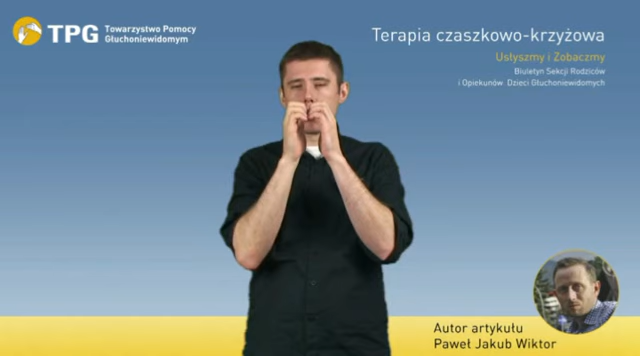 TPG
Towarzystwo Pomocy
Głuchoniewidomym
Terapia czaszkowo-krzyżowa
Usłyszmy i Zobaczmy
Biuletyn Sekcji Rodziców
i Opiekunów Dzieci Głuchoniewidomych
Autor artykułu
Paweł Jakub Wiktor